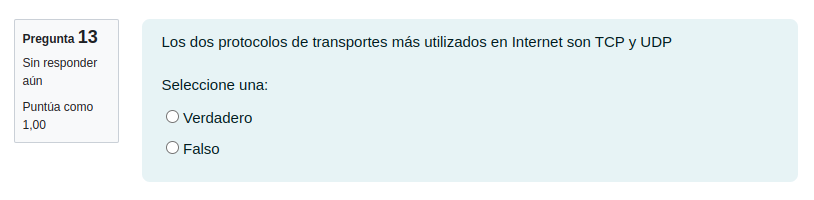 Pregunta 13
Sin responder
aún
Puntúa como
1,00
Los dos protocolos de transportes más utilizados en Internet son TCP y UDP
Seleccione una:
Verdadero
Falso